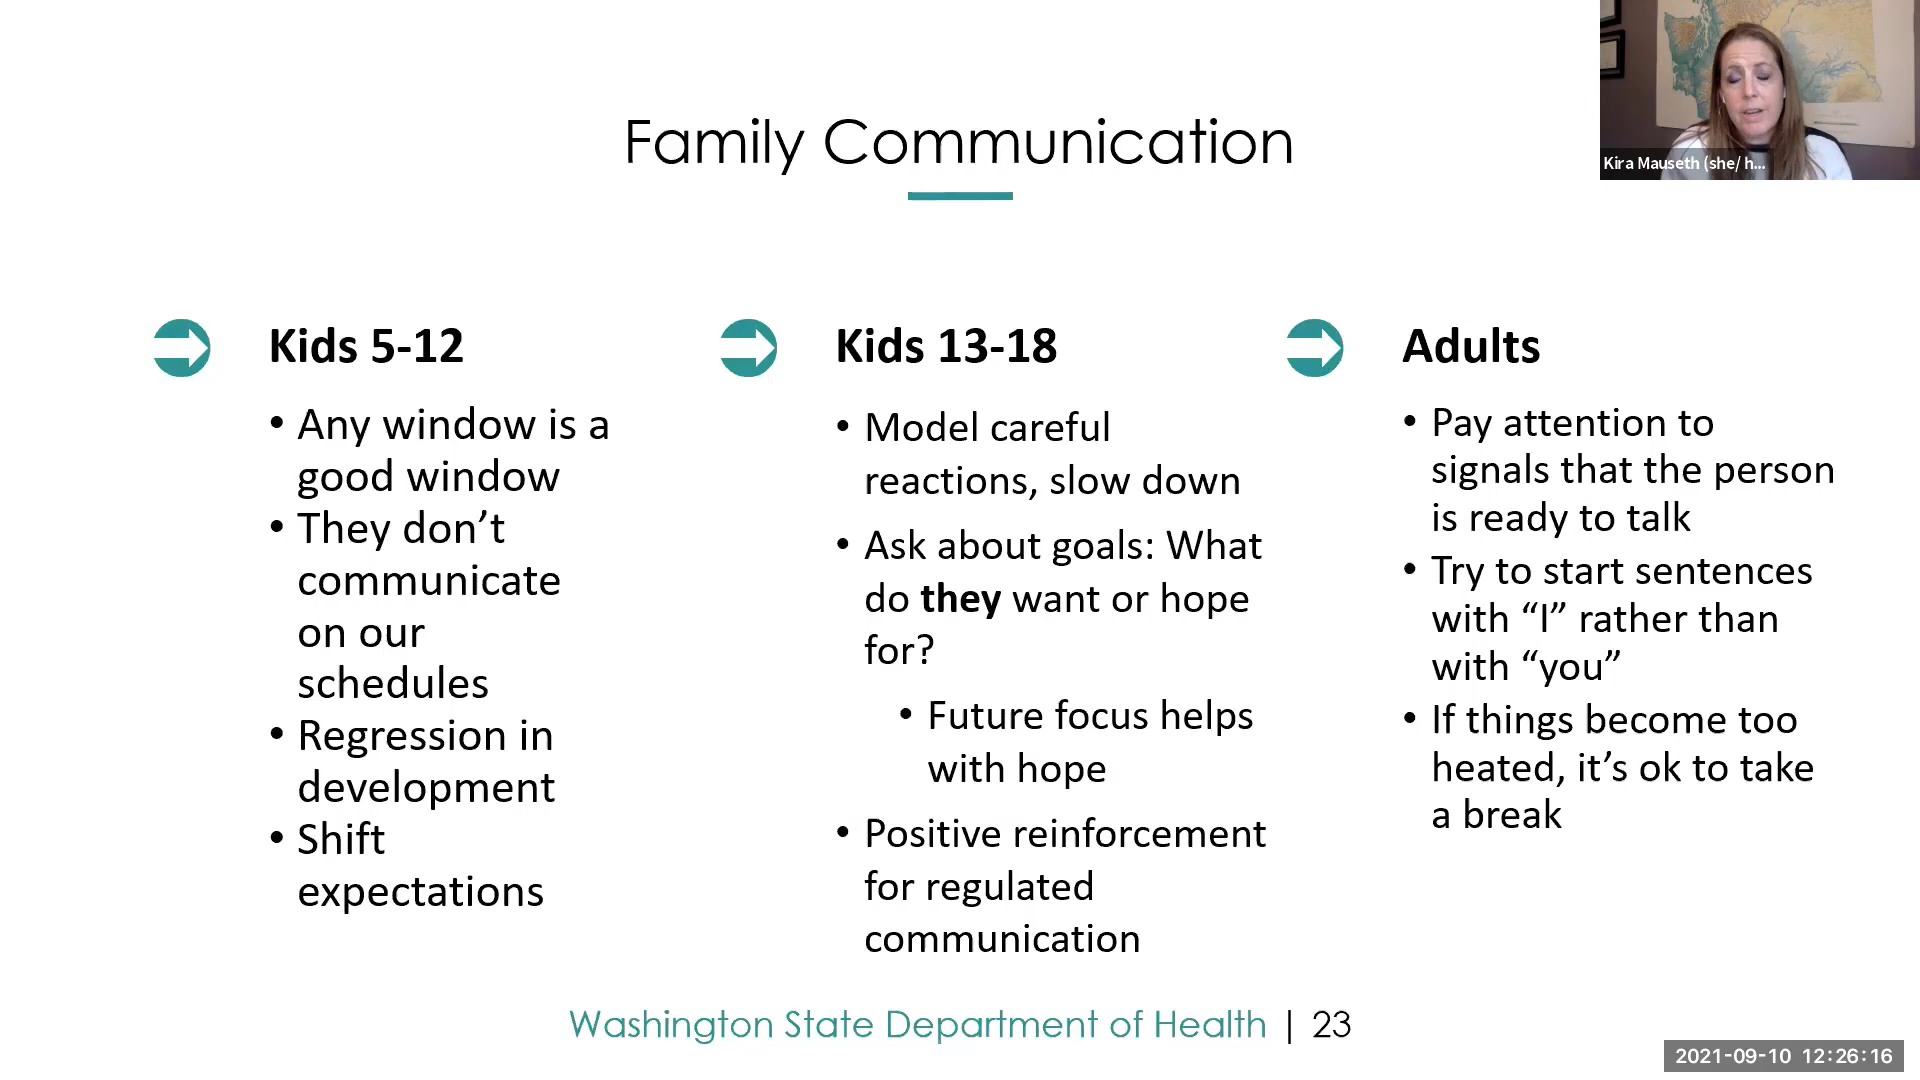 Family Communication
Kira Mauseth (she/ h...
Kids 5-12
• Any window is a
good window
• They don’t
communicate
on our
schedules
• Regression in
development
• Shift
expectations
Kids 13-18
• Model careful
reactions, slow down
• Ask about goals: What
do they want or hope
for?
• Future focus helps
with hope
• Positive reinforcement
for regulated
communication
Adults
• Pay attention to
signals that the person
is ready to talk
• Try to start sentences
with “I” rather than
with “you”
• If things become too
heated, it’s ok to take
a break
Washington State Department of Health | 23
2021-09-10 12:26:16